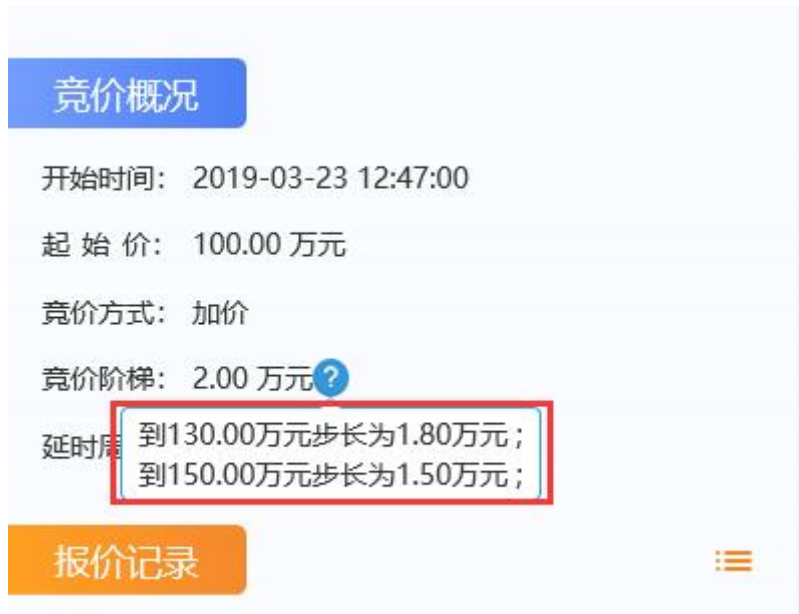 竞价概况
开始时间： 2019-03-23 12:47:00
起 始 价： 100.00 万元
竞价方式： 加价
竞价阶梯： 2.00 万元?
延时
到130.00万元步长为1.80万元；
到150.00万元步长为1.50万元；
报价记录